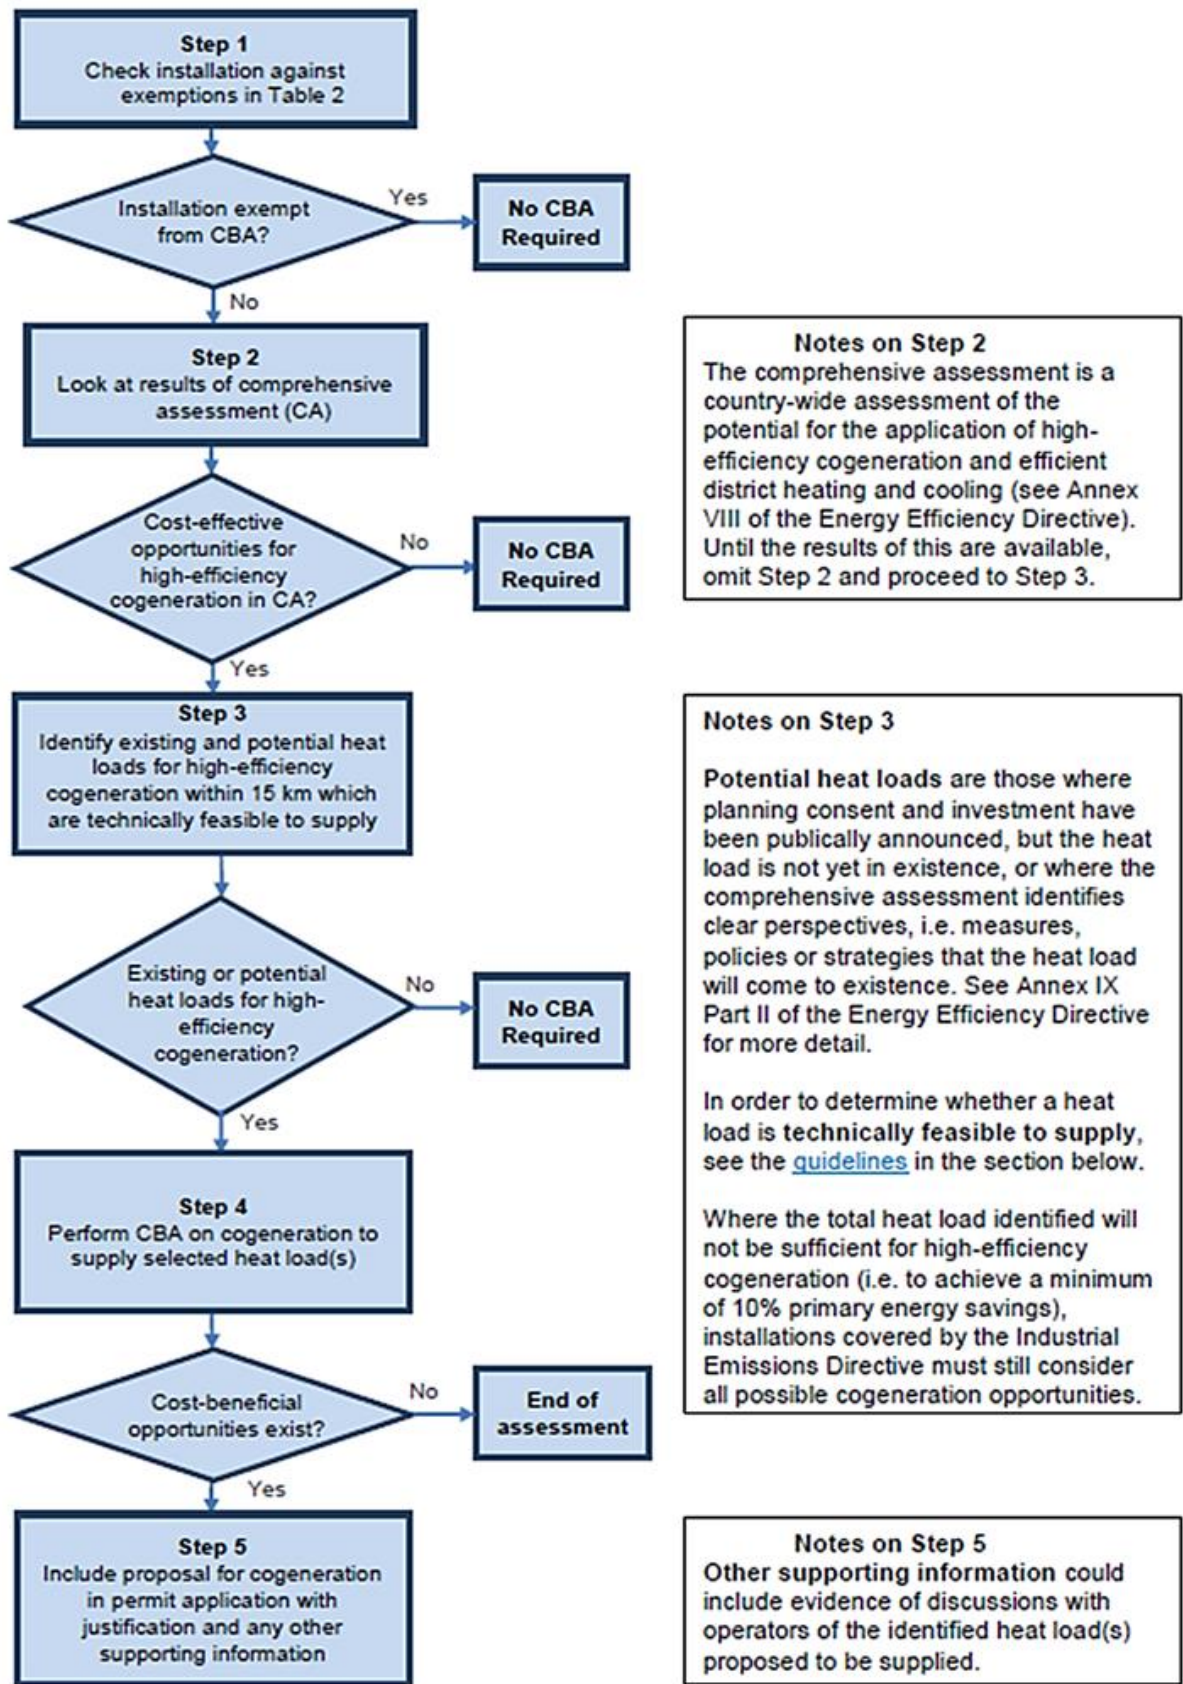 Step 1
Check installation against
exemptions in Table 2
Installation exempt
from CBA?
Yes
No CBA
Required
No
Step 2
Look at results of comprehensive
assessment (CA)
Notes on Step 2
The comprehensive assessment is a
country-wide assessment of the
potential for the application of high-
efficiency cogeneration and efficient
district heating and cooling (see Annex
VIII of the Energy Efficiency Directive).
Until the results of this are available,
omit Step 2 and proceed to Step 3.
Cost-effective
opportunities for
high-efficiency
cogeneration in CA?
No
No CBA
Required
Yes
Step 3
Identify existing and potential heat
loads for high-efficiency
cogeneration within 15 km which
are technically feasible to supply
Notes on Step 3
Potential heat loads are those where
planning consent and investment have
been publically announced, but the heat
load is not yet in existence, or where the
comprehensive assessment identifies
clear perspectives, i.e. measures,
policies or strategies that the heat load
will come to existence. See Annex IX
Part II of the Energy Efficiency Directive
for more detail.
In order to determine whether a heat
load is technically feasible to supply,
see the guidelines in the section below.
Where the total heat load identified will
not be sufficient for high-efficiency
cogeneration (i.e. to achieve a minimum
of 10% primary energy savings),
installations covered by the Industrial
Emissions Directive must still consider
all possible cogeneration opportunities.
Existing or potential
heat loads for high-
efficiency
cogeneration?
No
No CBA
Required
Yes
Step 4
Perform CBA on cogeneration to
supply selected heat load(s)
Cost-beneficial
opportunities exist?
No
End of
assessment
Yes
Step 5
Include proposal for cogeneration
in permit application with
justification and any other
supporting information
Notes on Step 5
Other supporting information could
include evidence of discussions with
operators of the identified heat load(s)
proposed to be supplied.